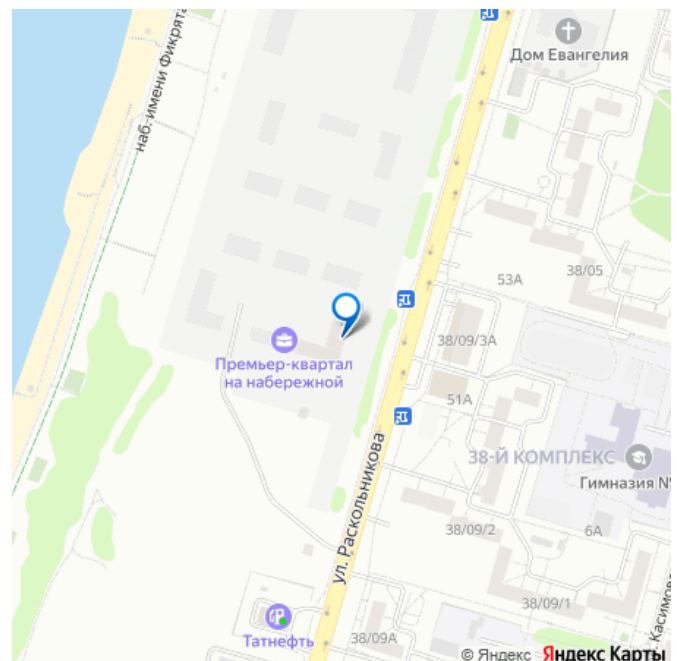 Дом Евангелия
наб. имени Фикрята
53А
38/05
38/09/3А
Премьер-квартал
на набережной
51А
38-Й КОМПЛЕКС
Гимназия №
ул. Раскольникова
38/09/2
6А
38/09/1
Касимова
Татнефть
38/09А
© Яндекс Яндекс Карты